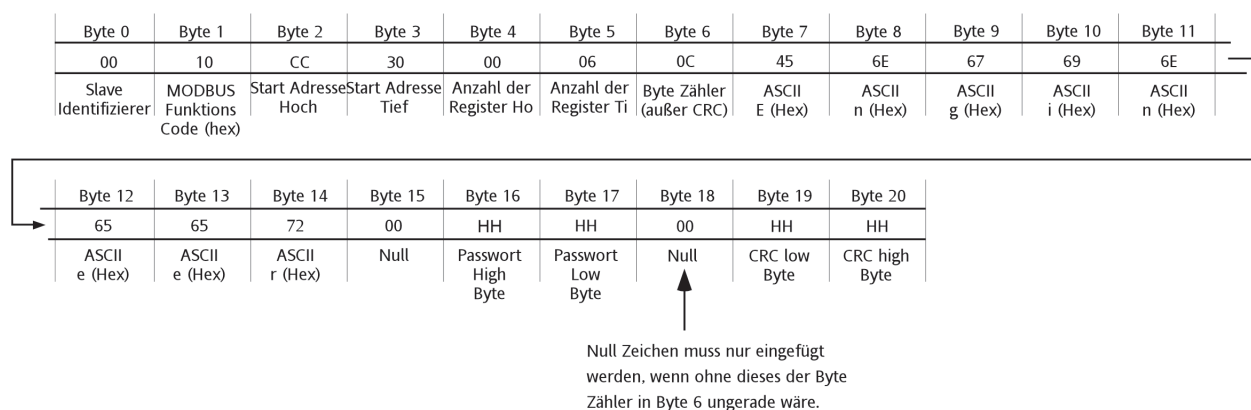 Byte 0 Byte 1 Byte 2 Byte 3 Byte 4 Byte 5 Byte 6 Byte 7 Byte 8 Byte 9 Byte 10 Byte 11
00 10 CC 30 00 06 0C 45 6E 67 69 6E
Slave MODBUS Start Adresse Start Adresse Anzahl der Anzahl der Byte Zähler ASCII ASCII ASCII ASCII ASCII
Identifizierer Funktions Hoch Tief Register Ho Register Ti (außer CRC) E (Hex) n (Hex) g (Hex) i (Hex) n (Hex)
Code (hex)
Byte 12 Byte 13 Byte 14 Byte 15 Byte 16 Byte 17 Byte 18 Byte 19 Byte 20
65 65 72 00 HH HH 00 HH HH
ASCII ASCII ASCII Null Passwort Passwort Null CRC low CRC high
e (Hex) e (Hex) r (Hex) High Low Byte Byte
Byte Byte
Null Zeichen muss nur eingefügt
werden, wenn ohne dieses der Byte
Zähler in Byte 6 ungerade wäre.